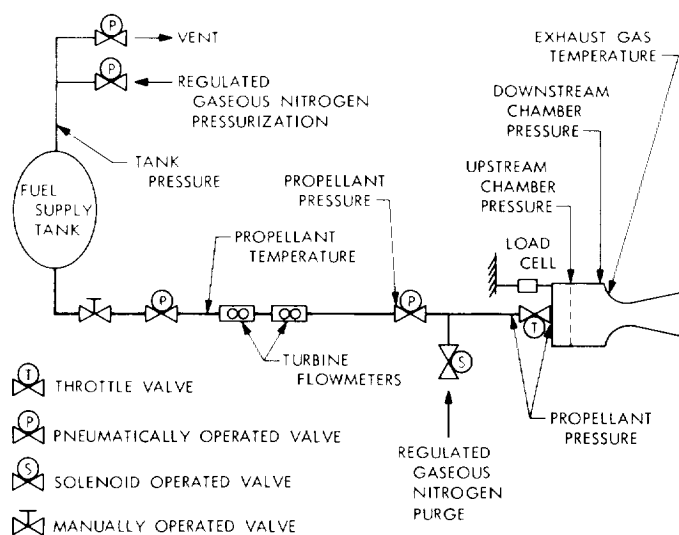 P
VENT
P
REGULATED
GASEOUS NITROGEN
PRESSURIZATION
TANK
PRESSURE
FUEL
SUPPLY
TANK
PROPELLANT
TEMPERATURE
PROPELLANT
PRESSURE
EXHAUST GAS
TEMPERATURE
DOWNSTREAM
CHAMBER
PRESSURE
UPSTREAM
CHAMBER
PRESSURE
LOAD
CELL
P
P
T
S
TURBINE
FLOWMETERS
PROPELLANT
PRESSURE
REGULATED
GASEOUS
NITROGEN
PURGE
T THROTTLE VALVE
P PNEUMATICALLY OPERATED VALVE
S SOLENOID OPERATED VALVE
MANUALLY OPERATED VALVE